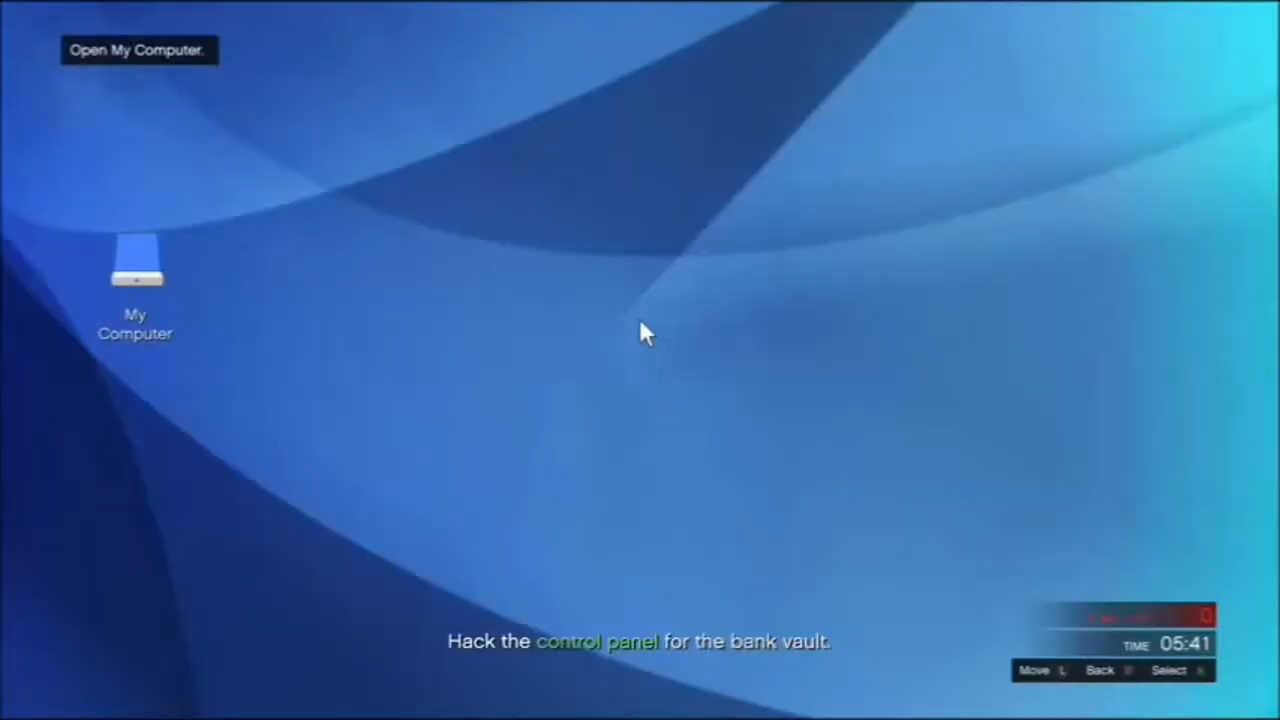 Open My Computer.
My
Computer
Hack the control panel for the bank vault.
0
TIME 05:41
Move L Back Select